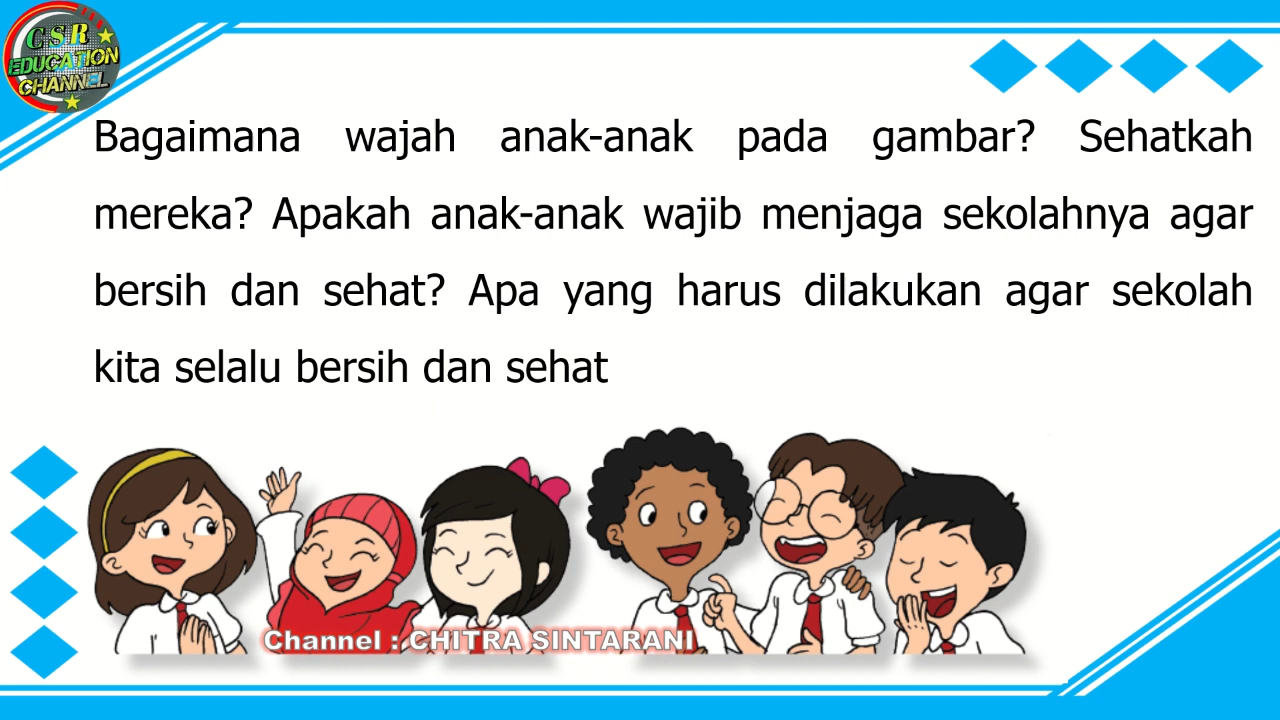 CSR
EDUCATION
CHANNEL
Bagaimana wajah anak-anak pada gambar? Sehatkah
mereka? Apakah anak-anak wajib menjaga sekolahnya agar
bersih dan sehat? Apa yang harus dilakukan agar sekolah
kita selalu bersih dan sehat
Channel : CHITRA SINTARANI